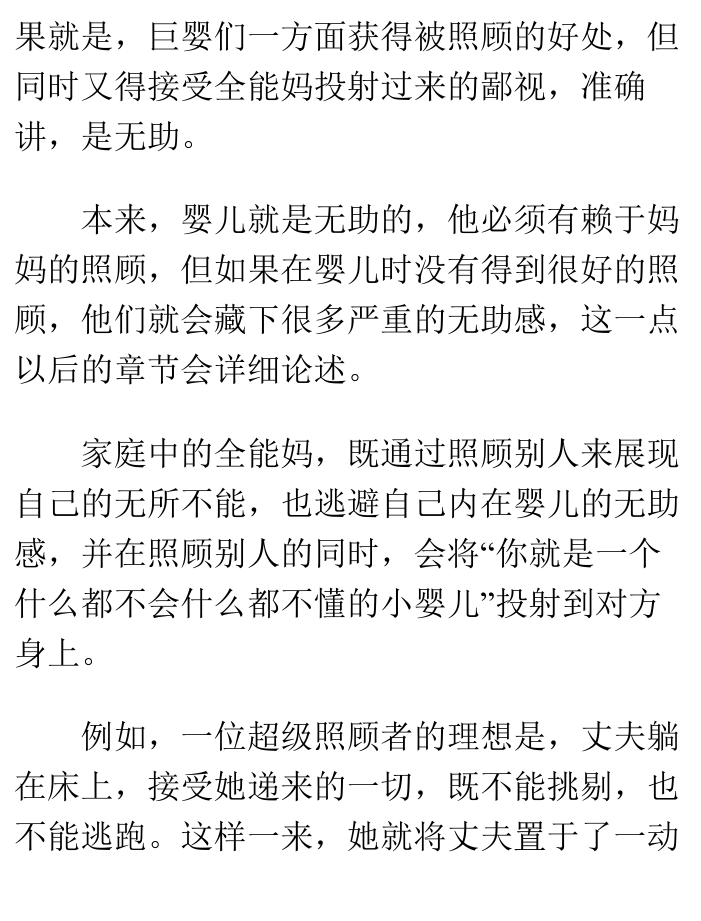 果就是，巨婴们一方面获得被照顾的好处，但
同时又得接受全能妈投射过来的鄙视，准确
讲，是无助。
本来，婴儿就是无助的，他必须有赖于妈
妈的照顾，但如果在婴儿时没有得到很好的照
顾，他们就会藏下很多严重的无助感，这一点
以后的章节会详细论述。
家庭中的全能妈，既通过照顾别人来展现
自己的无所不能，也逃避自己内在婴儿的无助
感，并在照顾别人的同时，会将“你就是一个
什么都不会什么都不懂的小婴儿”投射到对方
身上。
例如，一位超级照顾者的理想是，丈夫躺
在床上，接受她递来的一切，既不能挑剔，也
不能逃跑。这样一来，她就将丈夫置于了一动